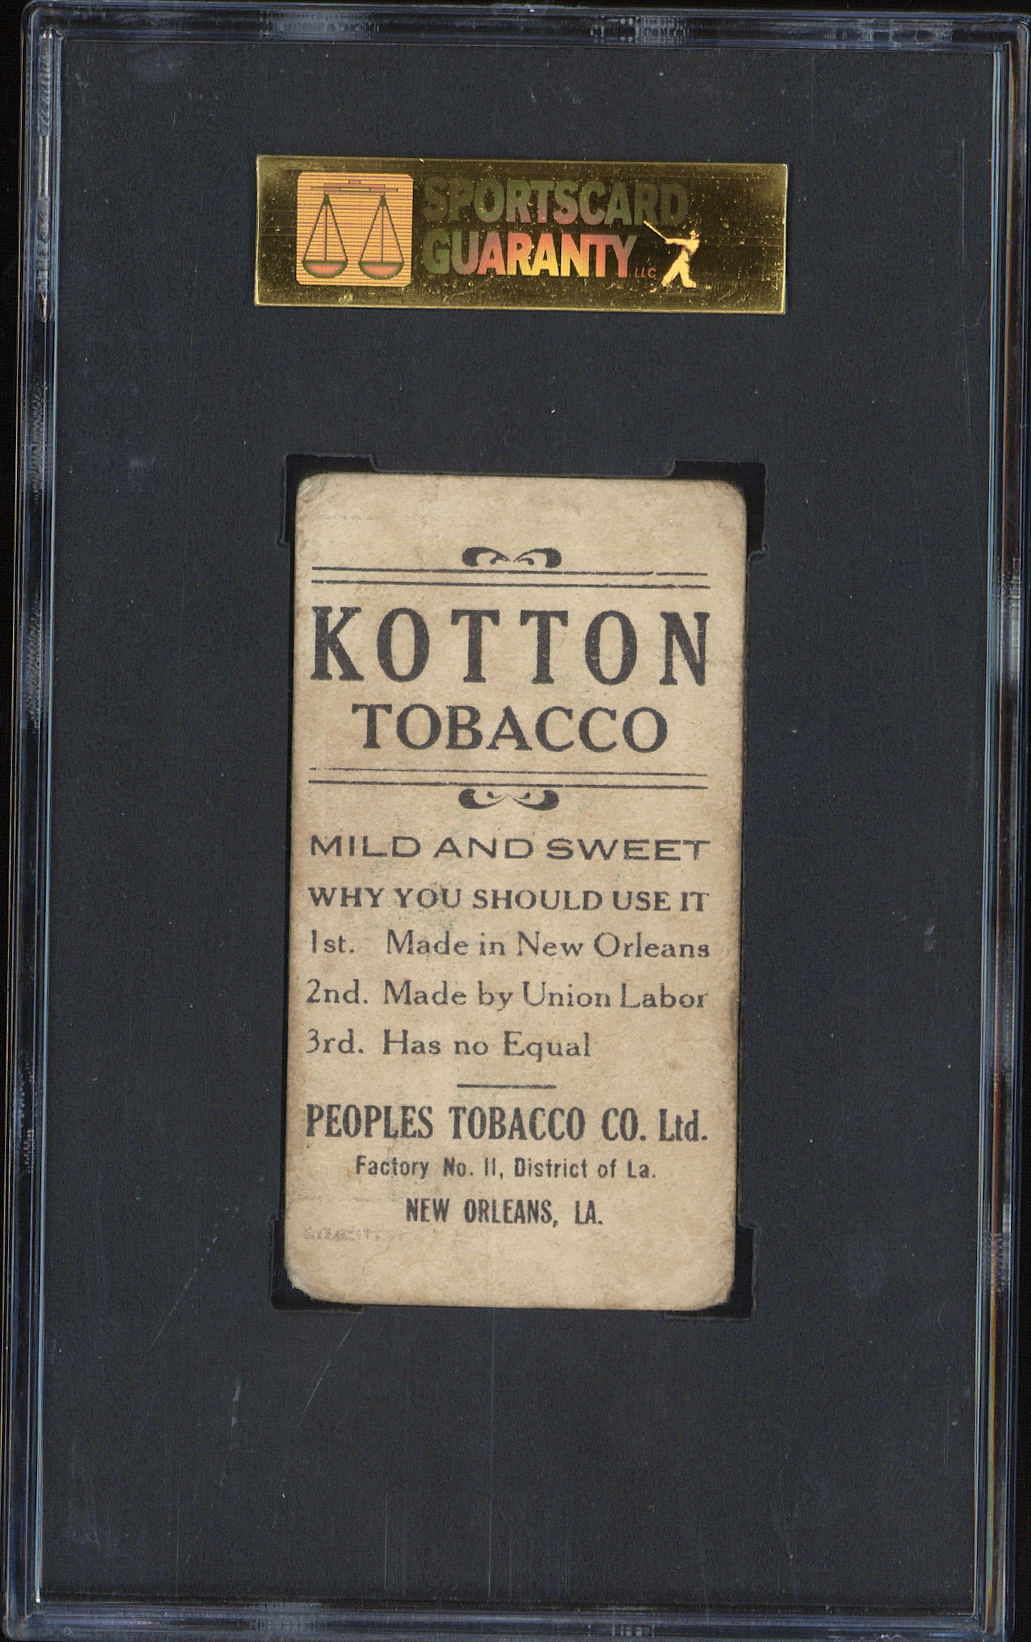 SPORTSCARD
GUARANTY LLC
KOTTON
TOBACCO
MILD AND SWEET
WHY YOU SHOULD USE IT
1st. Made in New Orleans
2nd. Made by Union Labor
3rd. Has no Equal
PEOPLES TOBACCO CO. Ltd.
Factory No. 11, District of La.
NEW ORLEANS, LA.